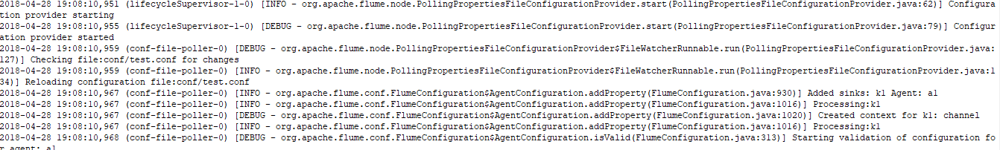 2018-04-28 19:08:10,951 (lifecycleSupervisor-1-0) [INFO - org.apache.flume.node.PollingPropertiesFileConfigurationProvider.start(PollingPropertiesFileConfigurationProvider.java:62)] Configura
tion provider starting
2018-04-28 19:08:10,955 (lifecycleSupervisor-1-0) [DEBUG - org.apache.flume.node.PollingPropertiesFileConfigurationProvider.start(PollingPropertiesFileConfigurationProvider.java:79)] Configur
ation provider started
2018-04-28 19:08:10,959 (conf-file-poller-0) [DEBUG - org.apache.flume.node.PollingPropertiesFileConfigurationProvider$FileWatcherRunnable.run(PollingPropertiesFileConfigurationProvider.java:
127)] Checking file:conf/test.conf for changes
2018-04-28 19:08:10,959 (conf-file-poller-0) [INFO - org.apache.flume.node.PollingPropertiesFileConfigurationProvider$FileWatcherRunnable.run(PollingPropertiesFileConfigurationProvider.java:1
34)] Reloading configuration file:conf/test.conf
2018-04-28 19:08:10,967 (conf-file-poller-0) [INFO - org.apache.flume.conf.FlumeConfiguration$AgentConfiguration.addProperty(FlumeConfiguration.java:930)] Added sinks: k1 Agent: a1
2018-04-28 19:08:10,967 (conf-file-poller-0) [INFO - org.apache.flume.conf.FlumeConfiguration$AgentConfiguration.addProperty(FlumeConfiguration.java:1016)] Processing:k1
2018-04-28 19:08:10,967 (conf-file-poller-0) [DEBUG - org.apache.flume.conf.FlumeConfiguration$AgentConfiguration.addProperty(FlumeConfiguration.java:1020)] Created context for k1: channel
2018-04-28 19:08:10,967 (conf-file-poller-0) [INFO - org.apache.flume.conf.FlumeConfiguration$AgentConfiguration.addProperty(FlumeConfiguration.java:1016)] Processing:k1
2018-04-28 19:08:10,968 (conf-file-poller-0) [DEBUG - org.apache.flume.conf.FlumeConfiguration$AgentConfiguration.isValid(FlumeConfiguration.java:313)] Starting validation of configuration fo
r agent: a1